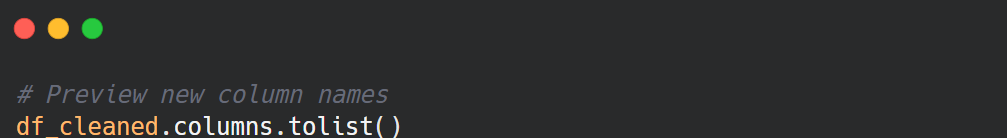 # Preview new column names
df_cleaned.columns.tolist()